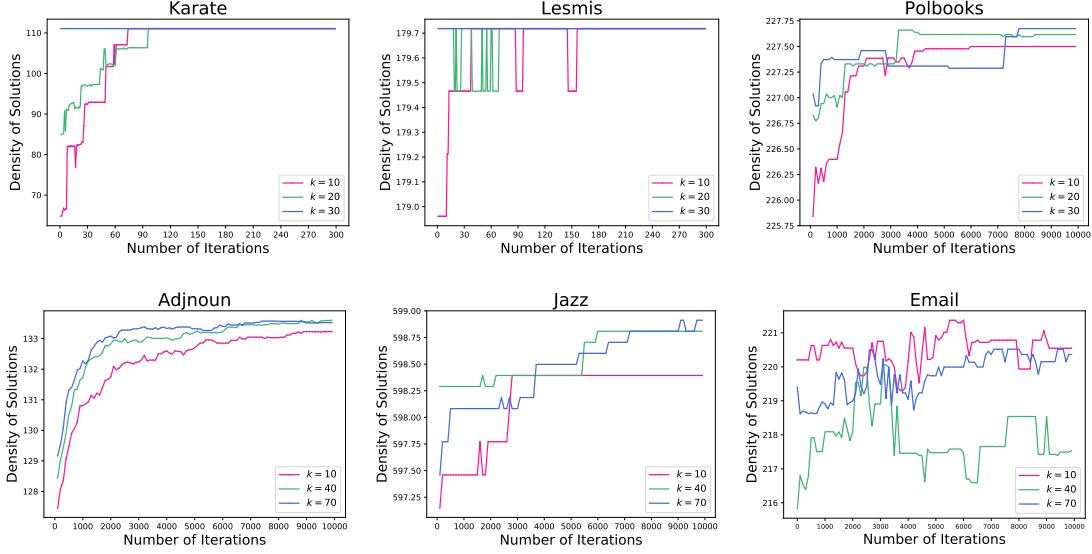 Karate
Density of Solutions
110
100
90
80
70
k = 10
k = 20
k = 30
0 30 60 90 120 150 180 210 240 270 300
Number of Iterations
Lesmis
Density of Solutions
179.7
179.6
179.5
179.4
179.3
179.2
179.1
179.0
k = 10
k = 20
k = 30
0 30 60 90 120 150 180 210 240 270 300
Number of Iterations
Polbooks
Density of Solutions
227.75
227.50
227.25
227.00
226.75
226.50
226.25
226.00
225.75
k = 10
k = 20
k = 30
0 1000 2000 3000 4000 5000 6000 7000 8000 9000 10000
Number of Iterations
Adjnoun
Density of Solutions
133
132
131
130
129
128
k = 10
k = 40
k = 70
0 1000 2000 3000 4000 5000 6000 7000 8000 9000 10000
Number of Iterations
Jazz
Density of Solutions
599.00
598.75
598.50
598.25
598.00
597.75
597.50
597.25
k = 10
k = 40
k = 70
0 1000 2000 3000 4000 5000 6000 7000 8000 9000 10000
Number of Iterations
Email
Density of Solutions
221
220
219
218
217
216
k = 10
k = 40
k = 70
0 1000 2000 3000 4000 5000 6000 7000 8000 9000 10000
Number of Iterations